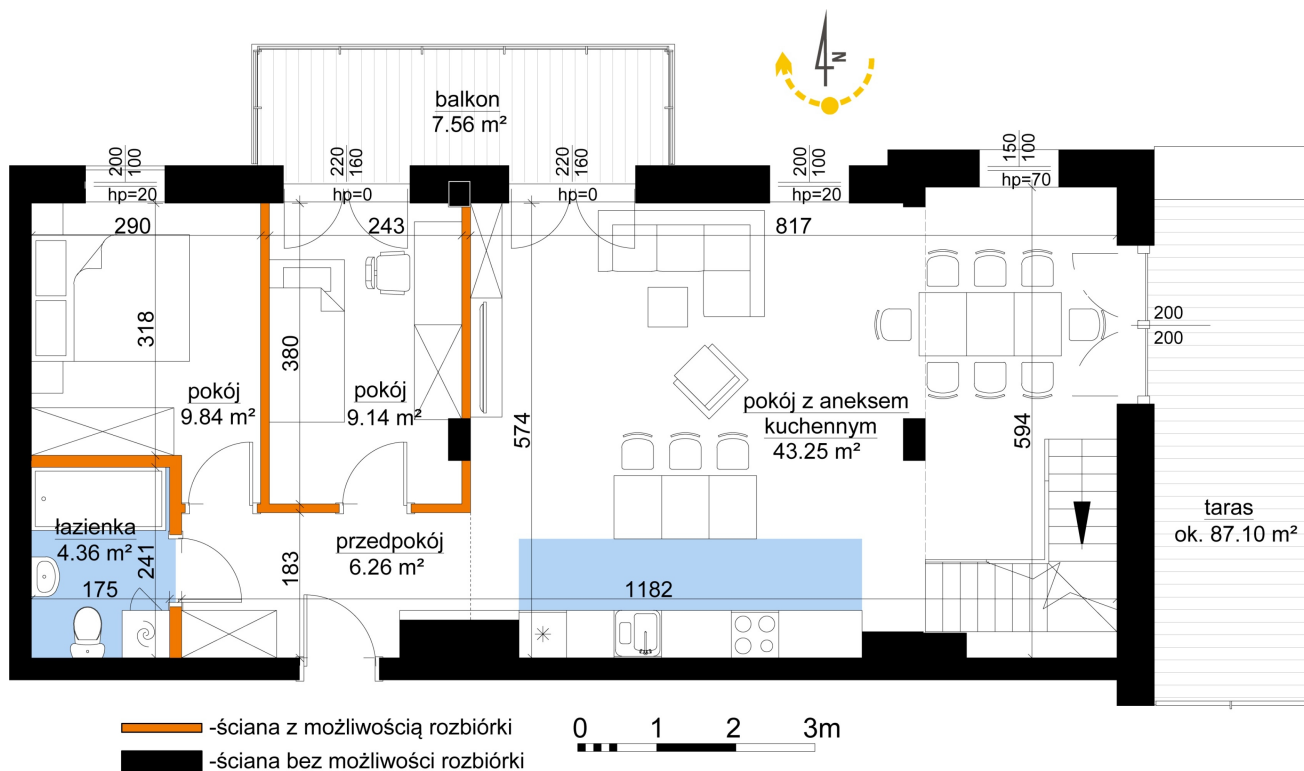 N
balkon
7.56 m²
200
100
hp=20
220
160
hp=0
220
160
hp=0
200
100
hp=20
150
100
hp=70
290
243
817
318
380
574
594
200
200
pokój
9.84 m²
pokój
9.14 m²
pokój z aneksem
kuchennym
43.25 m²
łazienka
4.36 m²
241
175
183
przedpokój
6.26 m²
1182
taras
ok. 87.10 m²
-ściana z możliwością rozbiórki
-ściana bez możliwości rozbiórki
0 1 2 3m